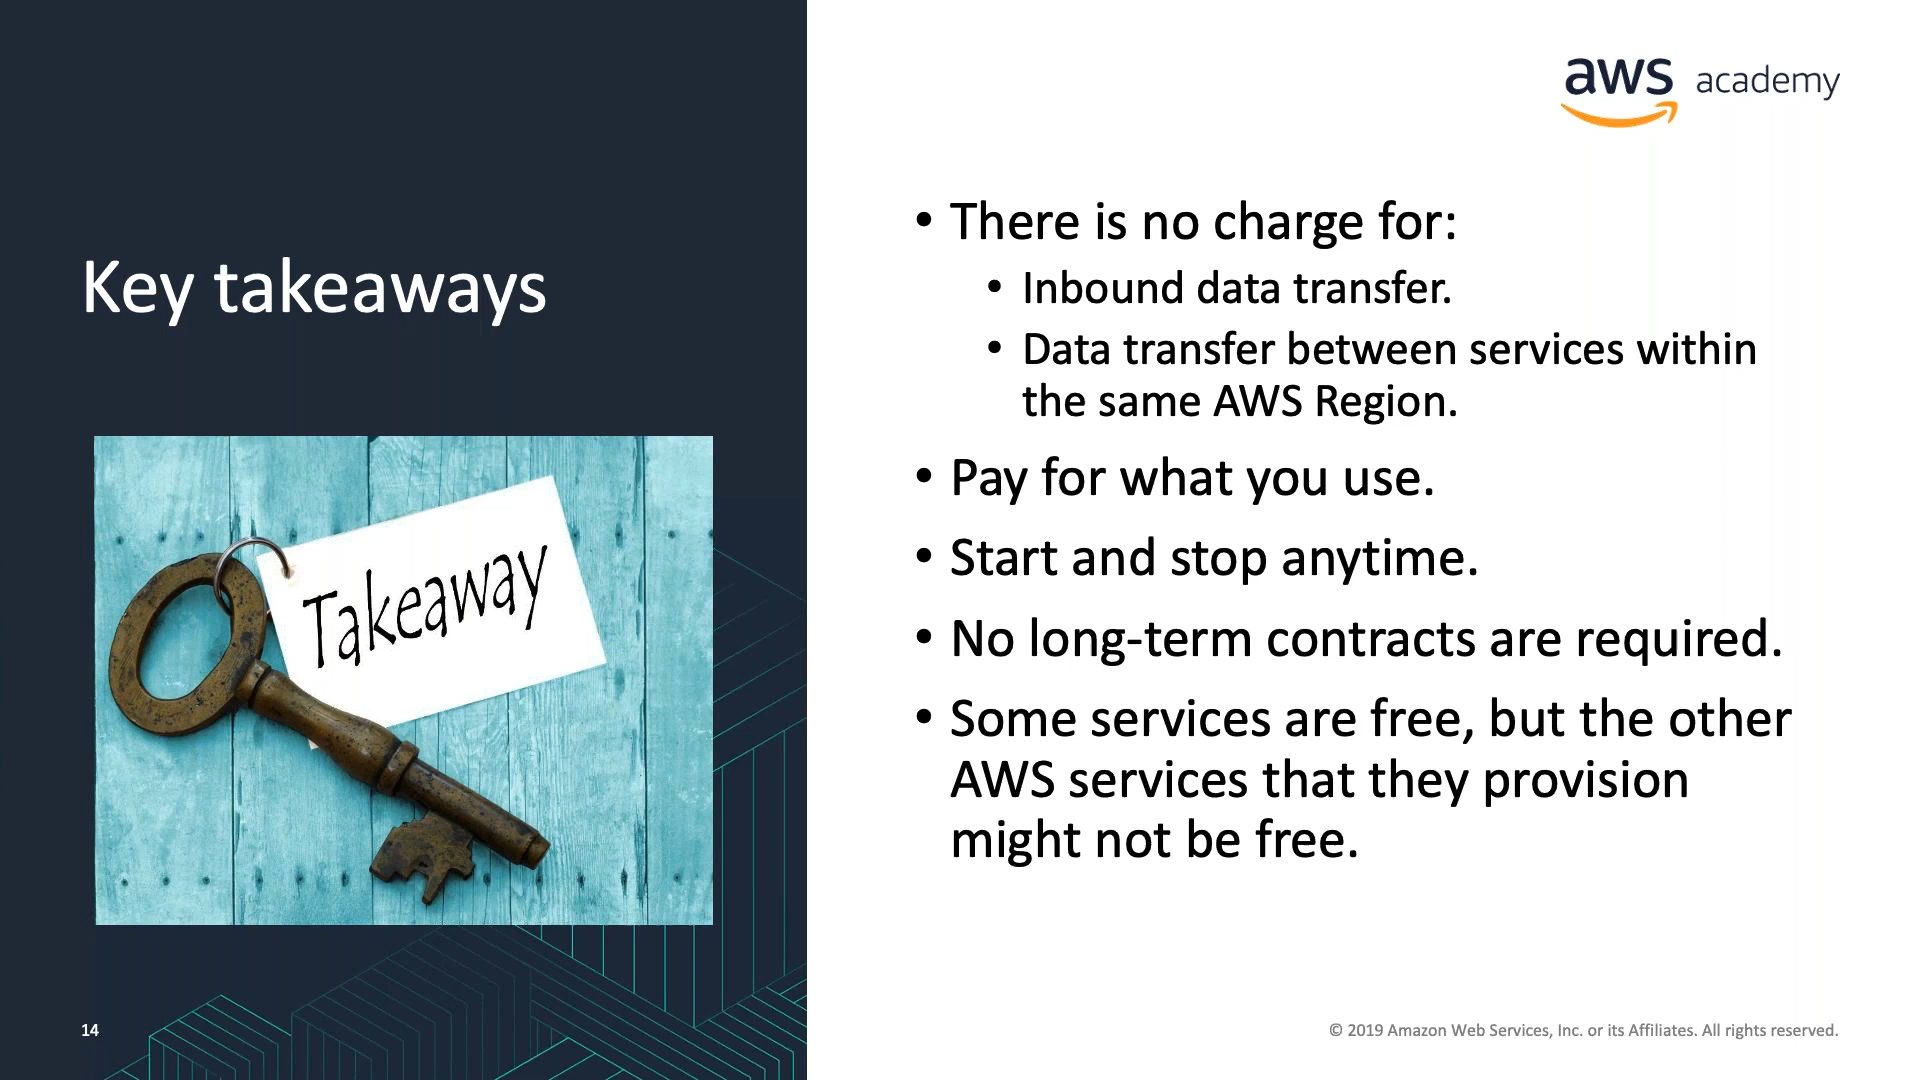 aws academy
Key takeaways
Takeaway
• There is no charge for:
• Inbound data transfer.
• Data transfer between services within
the same AWS Region.
• Pay for what you use.
• Start and stop anytime.
• No long-term contracts are required.
• Some services are free, but the other
AWS services that they provision
might not be free.
14
© 2019 Amazon Web Services, Inc. or its Affiliates. All rights reserved.